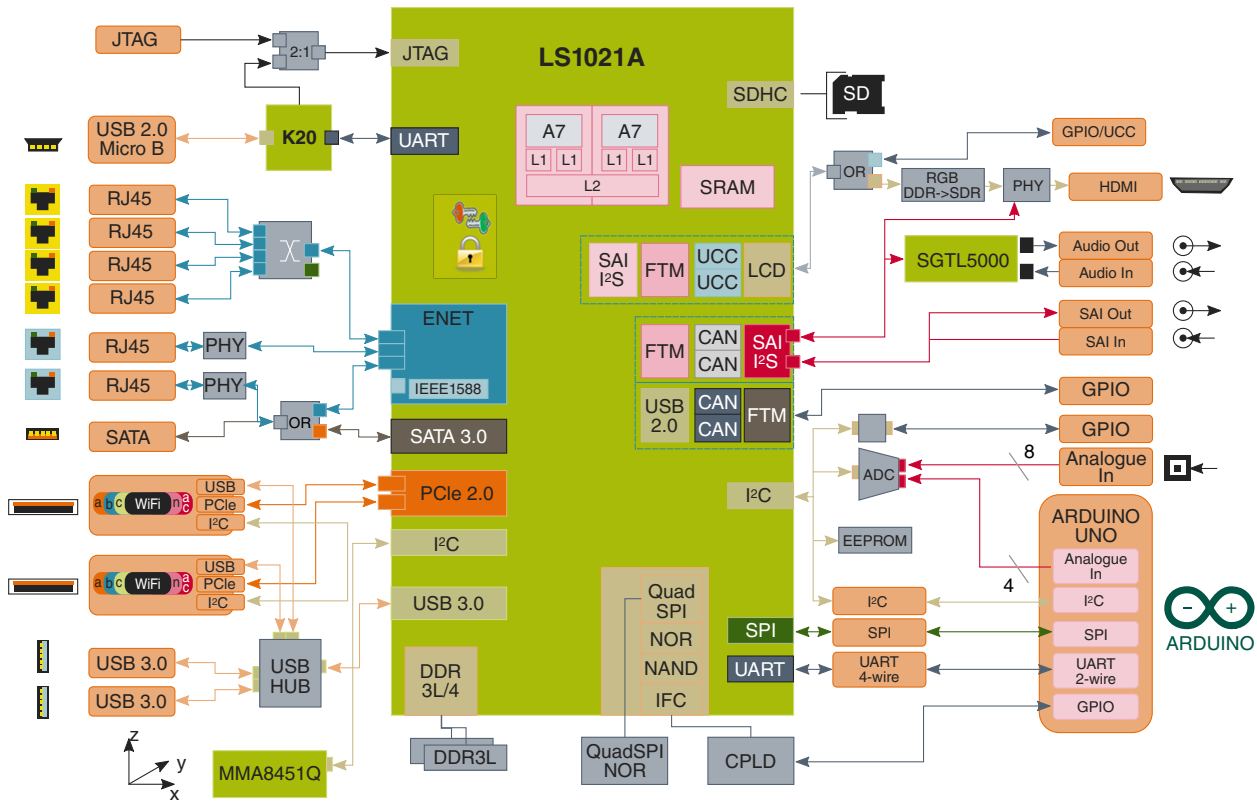 LS1021A
JTAG
2:1
JTAG
K20
USB 2.0
Micro B
UART
RJ45
RJ45
RJ45
RJ45
RJ45
PHY
RJ45
PHY
SATA
OR
ENET
IEEE1588
SATA 3.0
PCIe 2.0
I²C
USB 3.0
a b c WiFi n a c
USB
PCIe
I²C
a b c WiFi n a c
USB
PCIe
I²C
USB 3.0
USB 3.0
USB
HUB
z
y
x
MMA8451Q
DDR
3L/4
DDR3L
A7
A7
L1
L1
L1
L1
L2
SRAM
SDHC
SD
SAI
I²S
FTM
UCC
UCC
LCD
FTM
CAN
CAN
SAI
I²S
USB
2.0
CAN
CAN
FTM
I²C
Quad
SPI
NOR
NAND
IFC
SPI
UART
QuadSPI
NOR
CPLD
OR
GPIO/UCC
RGB
DDR->SDR
PHY
HDMI
SGTL5000
Audio Out
Audio In
SAI Out
SAI In
GPIO
GPIO
ADC
8
Analogue
In
EEPROM
4
I²C
SPI
UART
4-wire
ARDUINO
UNO
Analogue
In
I²C
SPI
UART
2-wire
GPIO
ARDUINO